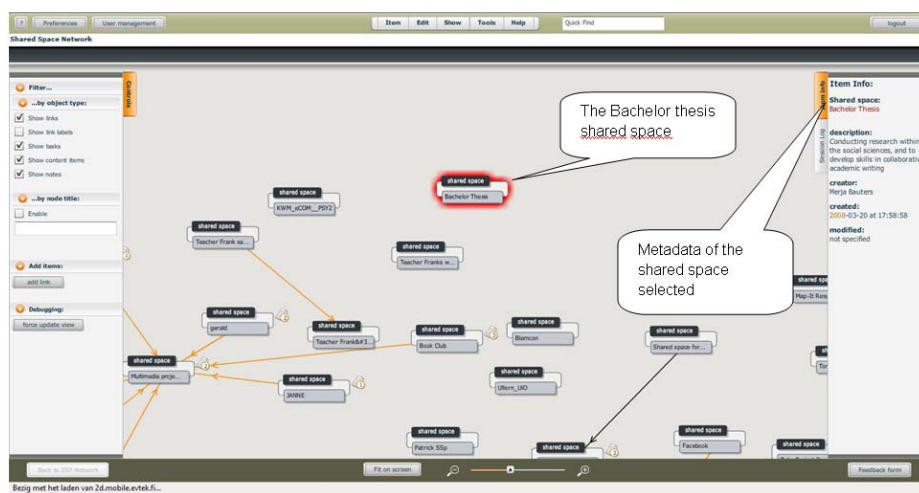 ?
Preferences
User management
Item Edit Show Tools Help
Quick Find
logout
Shared Space Network
Filter...
...by object type:
Show links
Show link labels
Show tasks
Show content items
Show notes
...by node title:
Enable
Add items:
add link
Debugging:
force update view
Controls
shared space
KWM_eCOM__PSY2
shared space
Bachelor Thesis
The Bachelor thesis
shared space
shared space
Teacher Frank sa...
shared space
Teacher Franks w...
Metadata of the
shared space
selected
shared space
gerald
shared space
Teacher Frank&#3...
shared space
Book Club
shared space
Blamcon
shared space
Shared space for...
shared spa
Map-It Res
shared space
Multimedia proje...
shared space
JANNE
shared space
Ullern_UiO
shared space
Patrick SSp
shared space
shared space
Facebook
shared space
Item info
Session Log
Item Info:
Shared space:
Bachelor Thesis
description:
Conducting research within
the social sciences, and to
develop skills in collaborativ
academic writing
creator:
Merja Bauters
created:
2008-03-20 at 17:58:58
modified:
not specified
Back to SSP Network
Fit on screen
Feedback form
Bezig met het laden van 2d.mobile.evtek.fi...